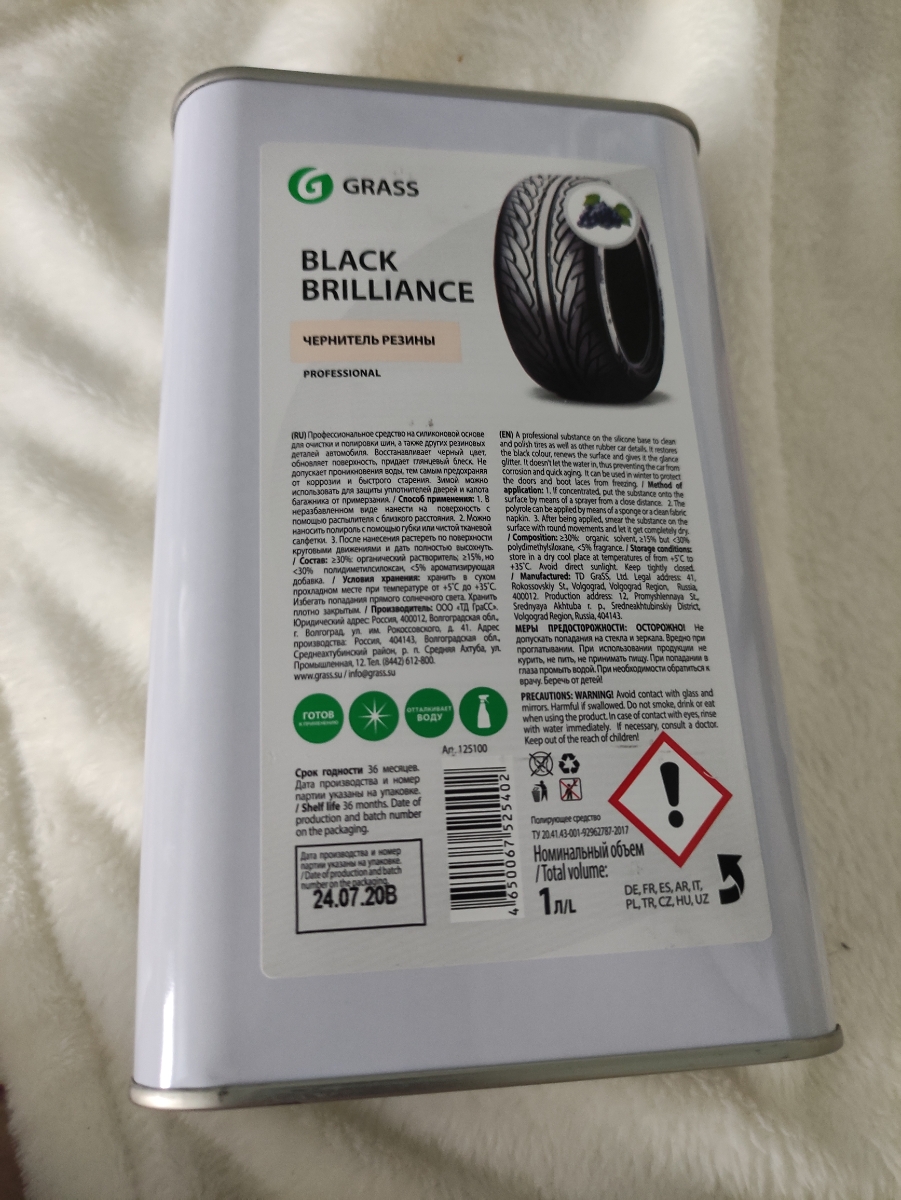 GRASS
BLACK
BRILLIANCE
ЧЕРНИТЕЛЬ РЕЗИНЫ
PROFESSIONAL
(RU) Профессиональное средство на силиконовой основе
для очистки и полировки шин, а также других резиновых
деталей автомобиля. Восстанавливает черный цвет,
обновляет поверхность, придает глянцевый блеск. Не
допускает проникновения воды, тем самым предохраняя
от коррозии и быстрого старения. Зимой можно
использовать для защиты уплотнителей дверей и капота
багажника от примерзания. / Способ применения: 1. В
неразбавленном виде нанести на поверхность с
помощью распылителя с близкого расстояния. 2. Можно
наносить полироль с помощью губки или чистой тканевой
салфетки. 3. После нанесения растереть по поверхности
круговыми движениями и дать полностью высохнуть.
/ Состав: ≥30%: органический растворитель; ≥15%, но
<30% полидиметилсилоксан, <5% ароматизирующая
добавка. / Условия хранения: хранить в сухом
прохладном месте при температуре от +5°С до +35°С.
Избегать попадания прямого солнечного света. Хранить
плотно закрытым. / Производитель: ООО «ТД ГраСС».
Юридический адрес: Россия, 400012, Волгоградская обл.,
г. Волгоград, ул. им. Рокоссовского, д. 41. Адрес
производства: Россия, 404143, Волгоградская обл.,
Среднеахтубинский район, р. п. Средняя Ахтуба, ул.
Промышленная, 12. Тел. (8442) 612-800.
www.grass.su / info@grass.su
(EN) A professional substance on the silicone base to clean
and polish tires as well as other rubber car details. It restores
the black colour, renews the surface and gives it the glance
glitter. It doesn't let the water in, thus preventing the car from
corrosion and quick aging. It can be used in winter to protect
the doors and boot laces from freezing. / Method of
application: 1. If concentrated, put the substance onto the
surface by means of a sprayer from a close distance. 2. The
polyrole can be applied by means of a sponge or a clean fabric
napkin. 3. After being applied, smear the substance on the
surface with round movements and let it get completely dry.
/ Composition: ≥30%: organic solvent, ≥15% but <30%
polydimethylsiloxane, <5% fragrance. / Storage conditions:
store in a dry cool place at temperatures of from +5°C to
+35°C. Avoid direct sunlight. Keep tightly closed.
/ Manufactured: TD GraSS, Ltd. Legal address: 41,
Rokossovskiy St., Volgograd, Volgograd Region, Russia,
400012. Production address: 12, Promyshlennaya St.,
Srednyaya Akhtuba r. p., Sredneakhtubinskiy District,
Volgograd Region, Russia, 404143.
МЕРЫ ПРЕДОСТОРОЖНОСТИ: ОСТОРОЖНО! Не
допускать попадания на стекла и зеркала. Вредно при
проглатывании. При использовании продукции не
курить, не пить, не принимать пищу. При попадании в
глаза промыть водой. При необходимости обратиться к
врачу. Беречь от детей!
PRECAUTIONS: WARNING! Avoid contact with glass and
mirrors. Harmful if swallowed. Do not smoke, drink or eat
when using the product. In case of contact with eyes, rinse
with water immediately. If necessary, consult a doctor.
Keep out of the reach of children!
ГОТОВ
К ПРИМЕНЕНИЮ
ОТТАЛКИВАЕТ
ВОДУ
Ар. 125100
Срок годности 36 месяцев.
Дата производства и номер
партии указаны на упаковке.
/ Shelf life 36 months. Date of
production and batch number
on the packaging.
Дата производства и номер
партии указаны на упаковке.
/ Date of production and batch
number on the packaging.
24.07.20В
4 650067 525402
Полирующее средство
ТУ 20.41.43-001-92962787-2017
Номинальный объем
/ Total volume:
1 Л/L
DE, FR, ES, AR, IT,
PL, TR, CZ, HU, UZ